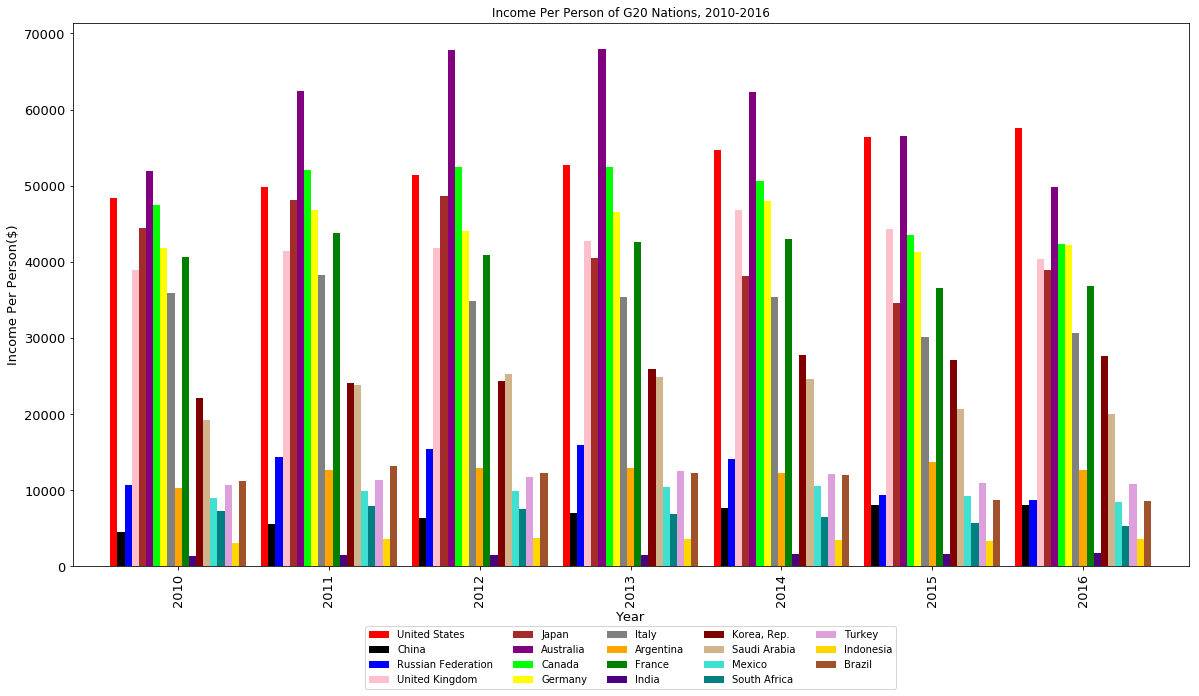 Income Per Person of G20 Nations, 2010-2016
70000
60000
50000
40000
30000
20000
10000
0
Income Per Person($)
2010 2011 2012 2013 2014 2015 2016
Year
United States Japan Italy Korea, Rep. Turkey
China Australia Argentina Saudi Arabia Indonesia
Russian Federation Canada France Mexico Brazil
United Kingdom Germany India South Africa